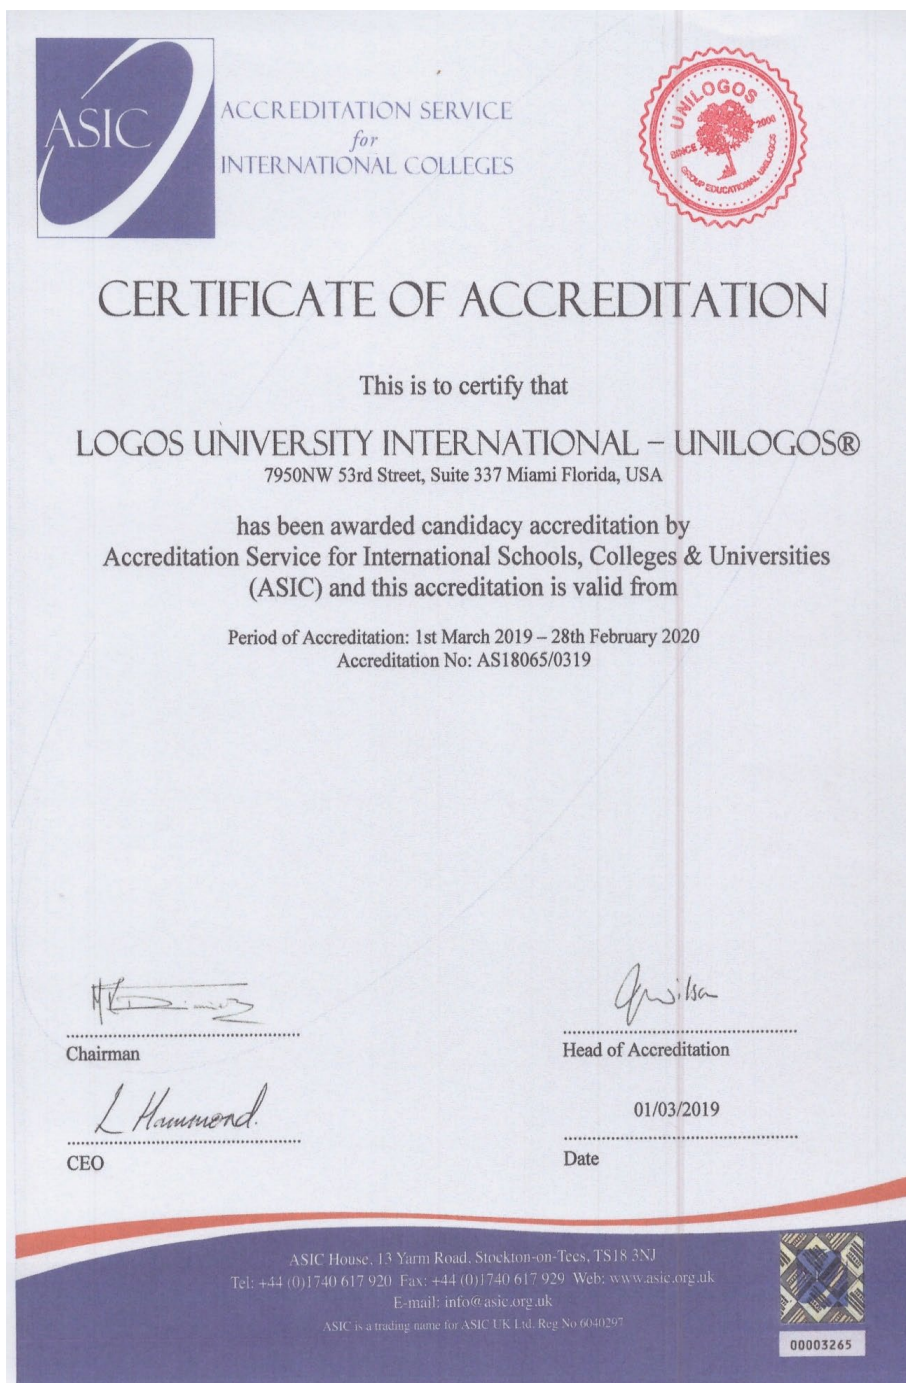 ASIC
ACCREDITATION SERVICE
for
INTERNATIONAL COLLEGES
UNILOGOS
SINCE 2006
GROUP EDUCATIONAL UNILOGOS
CERTIFICATE OF ACCREDITATION
This is to certify that
LOGOS UNIVERSITY INTERNATIONAL – UNILOGOS®
7950NW 53rd Street, Suite 337 Miami Florida, USA
has been awarded candidacy accreditation by
Accreditation Service for International Schools, Colleges & Universities
(ASIC) and this accreditation is valid from
Period of Accreditation: 1st March 2019 – 28th February 2020
Accreditation No: AS18065/0319
Chairman
Head of Accreditation
L Hammond.
01/03/2019
CEO
Date
ASIC House, 13 Yarm Road, Stockton-on-Tees, TS18 3NJ
Tel: +44 (0)1740 617 920 Fax: +44 (0)1740 617 929 Web: www.asic.org.uk
E-mail: info@asic.org.uk
ASIC is a trading name for ASIC UK Ltd. Reg No 6040297
00003265